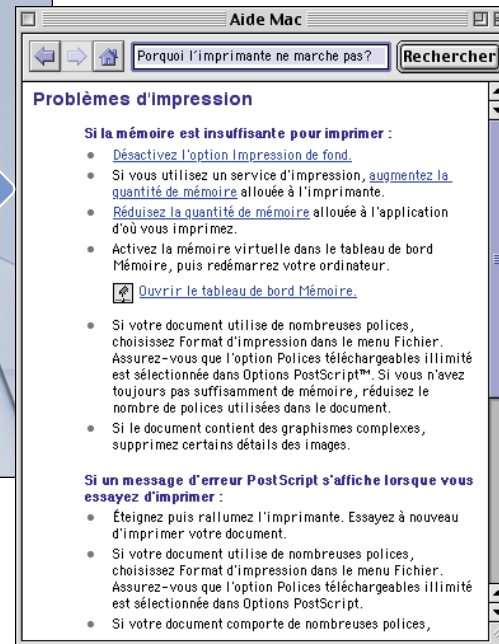 Aide Mac
Porquoi l'imprimante ne marche pas?
Rechercher
Problèmes d'impression
Si la mémoire est insuffisante pour imprimer :
Désactivez l'option Impression de fond.
Si vous utilisez un service d'impression, augmentez la
quantité de mémoire allouée à l'imprimante.
Réduisez la quantité de mémoire allouée à l'application
d'où vous imprimez.
Activez la mémoire virtuelle dans le tableau de bord
Mémoire, puis redémarrez votre ordinateur.
Ouvrir le tableau de bord Mémoire.
Si votre document utilise de nombreuses polices,
choisissez Format d'impression dans le menu Fichier.
Assurez-vous que l'option Polices téléchargeables illimité
est sélectionnée dans Options PostScript™. Si vous n'avez
toujours pas suffisamment de mémoire, réduisez le
nombre de polices utilisées dans le document.
Si le document contient des graphismes complexes,
supprimez certains détails des images.
Si un message d'erreur PostScript s'affiche lorsque vous
essayez d'imprimer :
Éteignez puis rallumez l'imprimante. Essayez à nouveau
d'imprimer votre document.
Si votre document utilise de nombreuses polices,
choisissez Format d'impression dans le menu Fichier.
Assurez-vous que l'option Polices téléchargeables illimité
est sélectionnée dans Options PostScript.
Si votre document comporte de nombreuses polices,